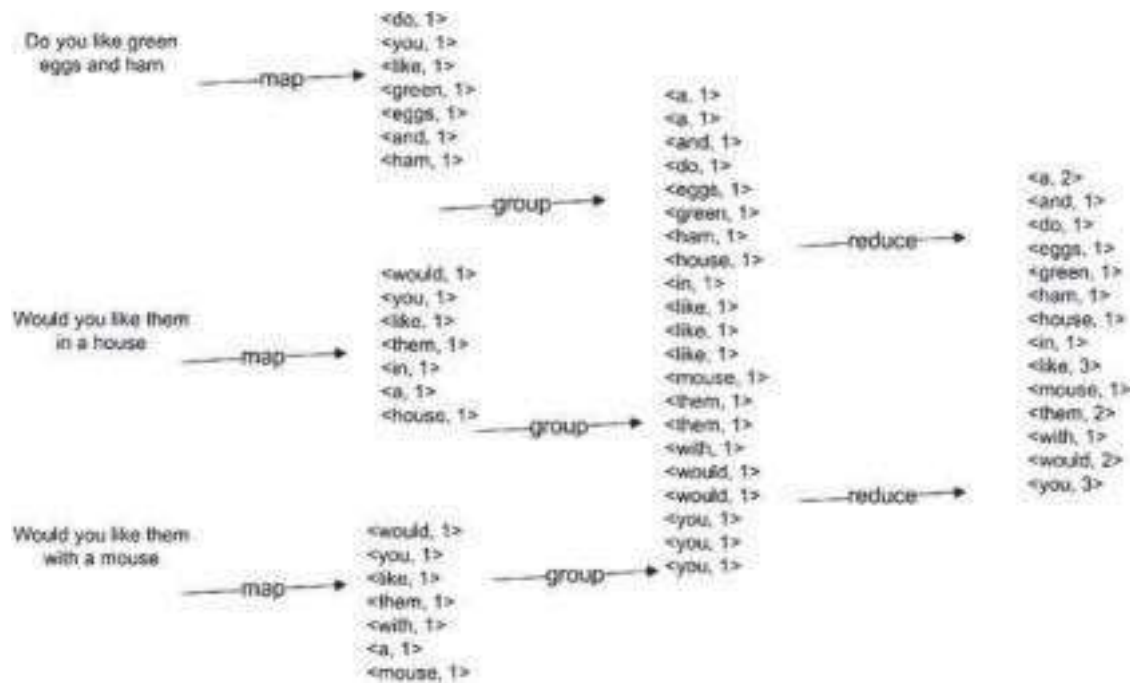 Do you like green
eggs and ham
map
<do, 1>
<you, 1>
<like, 1>
<green, 1>
<eggs, 1>
<and, 1>
<ham, 1>
group
Would you like them
in a house
map
<would, 1>
<you, 1>
<like, 1>
<them, 1>
<in, 1>
<a, 1>
<house, 1>
group
Would you like them
with a mouse
map
<would, 1>
<you, 1>
<like, 1>
<them, 1>
<with, 1>
<a, 1>
<mouse, 1>
group
<a, 1>
<a, 1>
<and, 1>
<do, 1>
<eggs, 1>
<green, 1>
<ham, 1>
<house, 1>
<in, 1>
<like, 1>
<like, 1>
<like, 1>
<mouse, 1>
<them, 1>
<them, 1>
<with, 1>
<would, 1>
<would, 1>
<you, 1>
<you, 1>
<you, 1>
reduce
reduce
<a, 2>
<and, 1>
<do, 1>
<eggs, 1>
<green, 1>
<ham, 1>
<house, 1>
<in, 1>
<like, 3>
<mouse, 1>
<them, 2>
<with, 1>
<would, 2>
<you, 3>